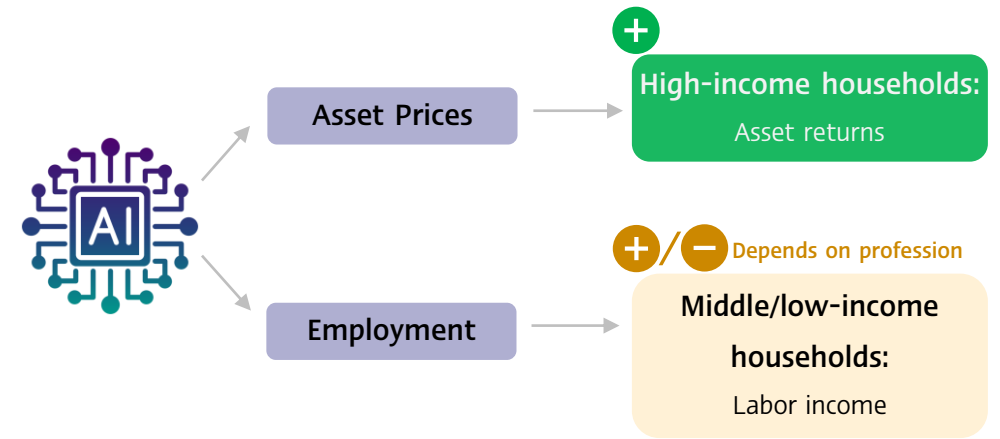 AI
Asset Prices
+
High-income households:
Asset returns
Employment
+/− Depends on profession
Middle/low-income
households:
Labor income